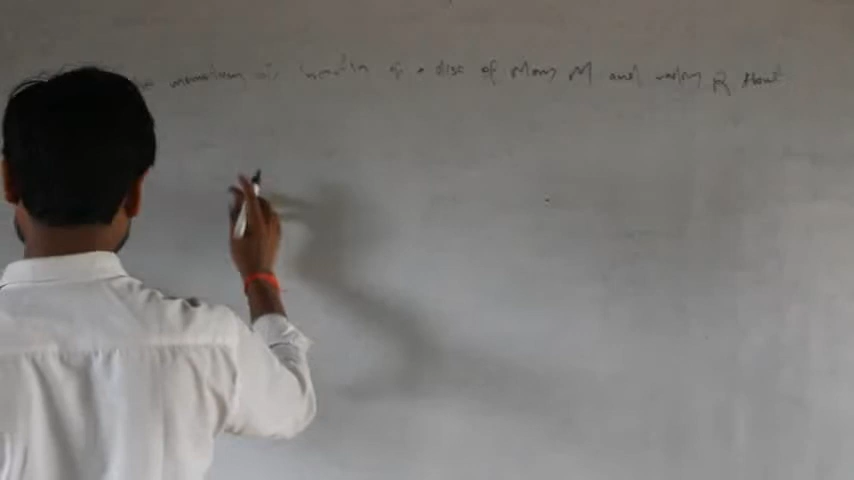 momentum of inertia of a disc of Mass M and radius R about